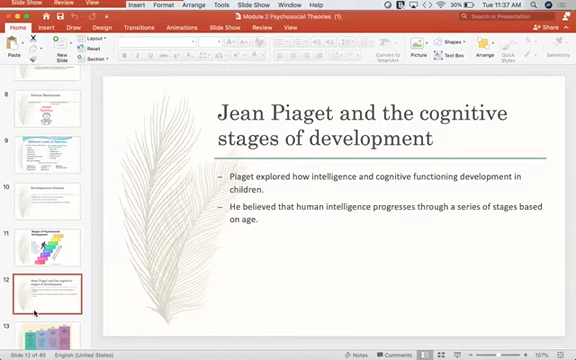 Slide Show Review View Insert Format Arrange Tools Slide Show Window Help 30% Tue 11:37 AM
Module 2 Psychosocial Theories (1)
Search in Presentation
Home Insert Draw Design Transitions Animations Slide Show Review View Share
Paste
New Slide
Layout
Reset
Section
Convert to SmartArt
Picture
Shapes
Text Box
Arrange
Quick Styles
Sensitivity
8
9
10
11
12
13
Jean Piaget and the cognitive
stages of development
– Piaget explored how intelligence and cognitive functioning development in
children.
– He believed that human intelligence progresses through a series of stages based
on age.
Slide 12 of 40 English (United States) Notes Comments 107%